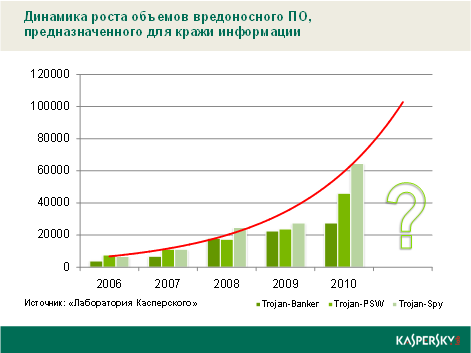 Динамика роста объемов вредоносного ПО,
предназначенного для кражи информации
120000
100000
80000
60000
40000
20000
0
2006 2007 2008 2009 2010
?
Источник: «Лаборатория Касперского»
Trojan-Banker Trojan-PSW Trojan-Spy
KASPERSKY